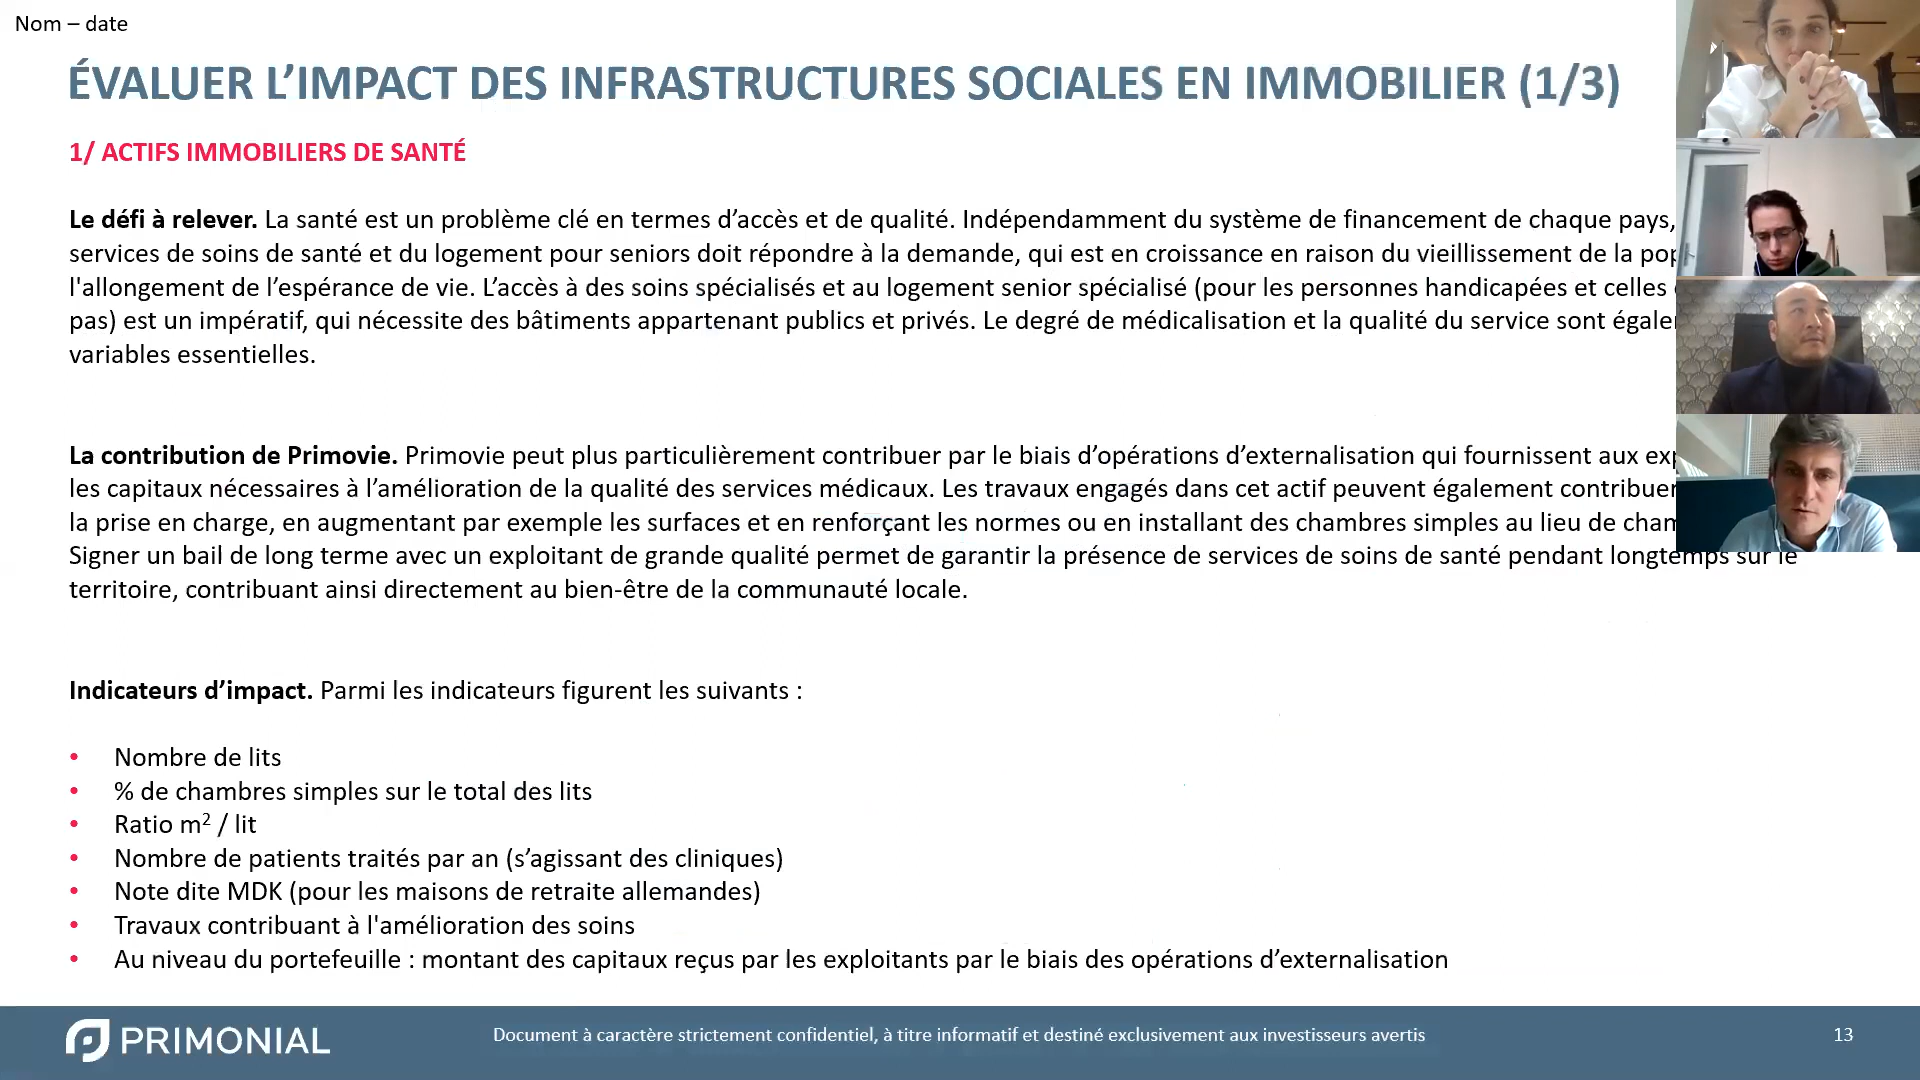 Nom – date
ÉVALUER L’IMPACT DES INFRASTRUCTURES SOCIALES EN IMMOBILIER (1/3)
1/ ACTIFS IMMOBILIERS DE SANTÉ
Le défi à relever. La santé est un problème clé en termes d’accès et de qualité. Indépendamment du système de financement de chaque pays,
services de soins de santé et du logement pour seniors doit répondre à la demande, qui est en croissance en raison du vieillissement de la
l'allongement de l’espérance de vie. L’accès à des soins spécialisés et au logement senior spécialisé (pour les personnes handicapées et celles
pas) est un impératif, qui nécessite des bâtiments appartenant publics et privés. Le degré de médicalisation et la qualité du service sont
variables essentielles.
La contribution de Primovie. Primovie peut plus particulièrement contribuer par le biais d’opérations d’externalisation qui fournissent aux
les capitaux nécessaires à l’amélioration de la qualité des services médicaux. Les travaux engagés dans cet actif peuvent également contribuer
la prise en charge, en augmentant par exemple les surfaces et en renforçant les normes ou en installant des chambres simples au lieu de
Signer un bail de long terme avec un exploitant de grande qualité permet de garantir la présence de services de soins de santé pendant longtemps sur le
territoire, contribuant ainsi directement au bien-être de la communauté locale.
Indicateurs d’impact. Parmi les indicateurs figurent les suivants :
• Nombre de lits
• % de chambres simples sur le total des lits
• Ratio m² / lit
• Nombre de patients traités par an (s’agissant des cliniques)
• Note dite MDK (pour les maisons de retraite allemandes)
• Travaux contribuant à l'amélioration des soins
• Au niveau du portefeuille : montant des capitaux reçus par les exploitants par le biais des opérations d’externalisation
PRIMONIAL
Document à caractère strictement confidentiel, à titre informatif et destiné exclusivement aux investisseurs avertis
13